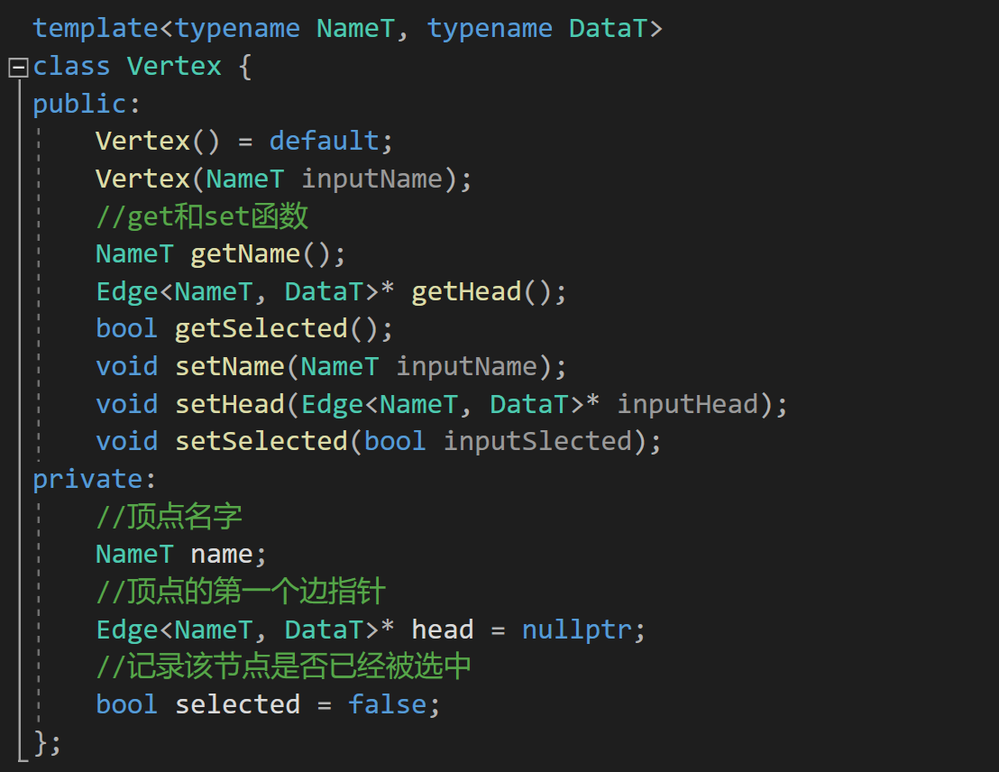 template<typename NameT, typename DataT>
class Vertex {
public:
    Vertex() = default;
    Vertex(NameT inputName);
    //get和set函数
    NameT getName();
    Edge<NameT, DataT>* getHead();
    bool getSelected();
    void setName(NameT inputName);
    void setHead(Edge<NameT, DataT>* inputHead);
    void setSelected(bool inputSlected);
private:
    //顶点名字
    NameT name;
    //顶点的第一个边指针
    Edge<NameT, DataT>* head = nullptr;
    //记录该节点是否已经被选中
    bool selected = false;
};